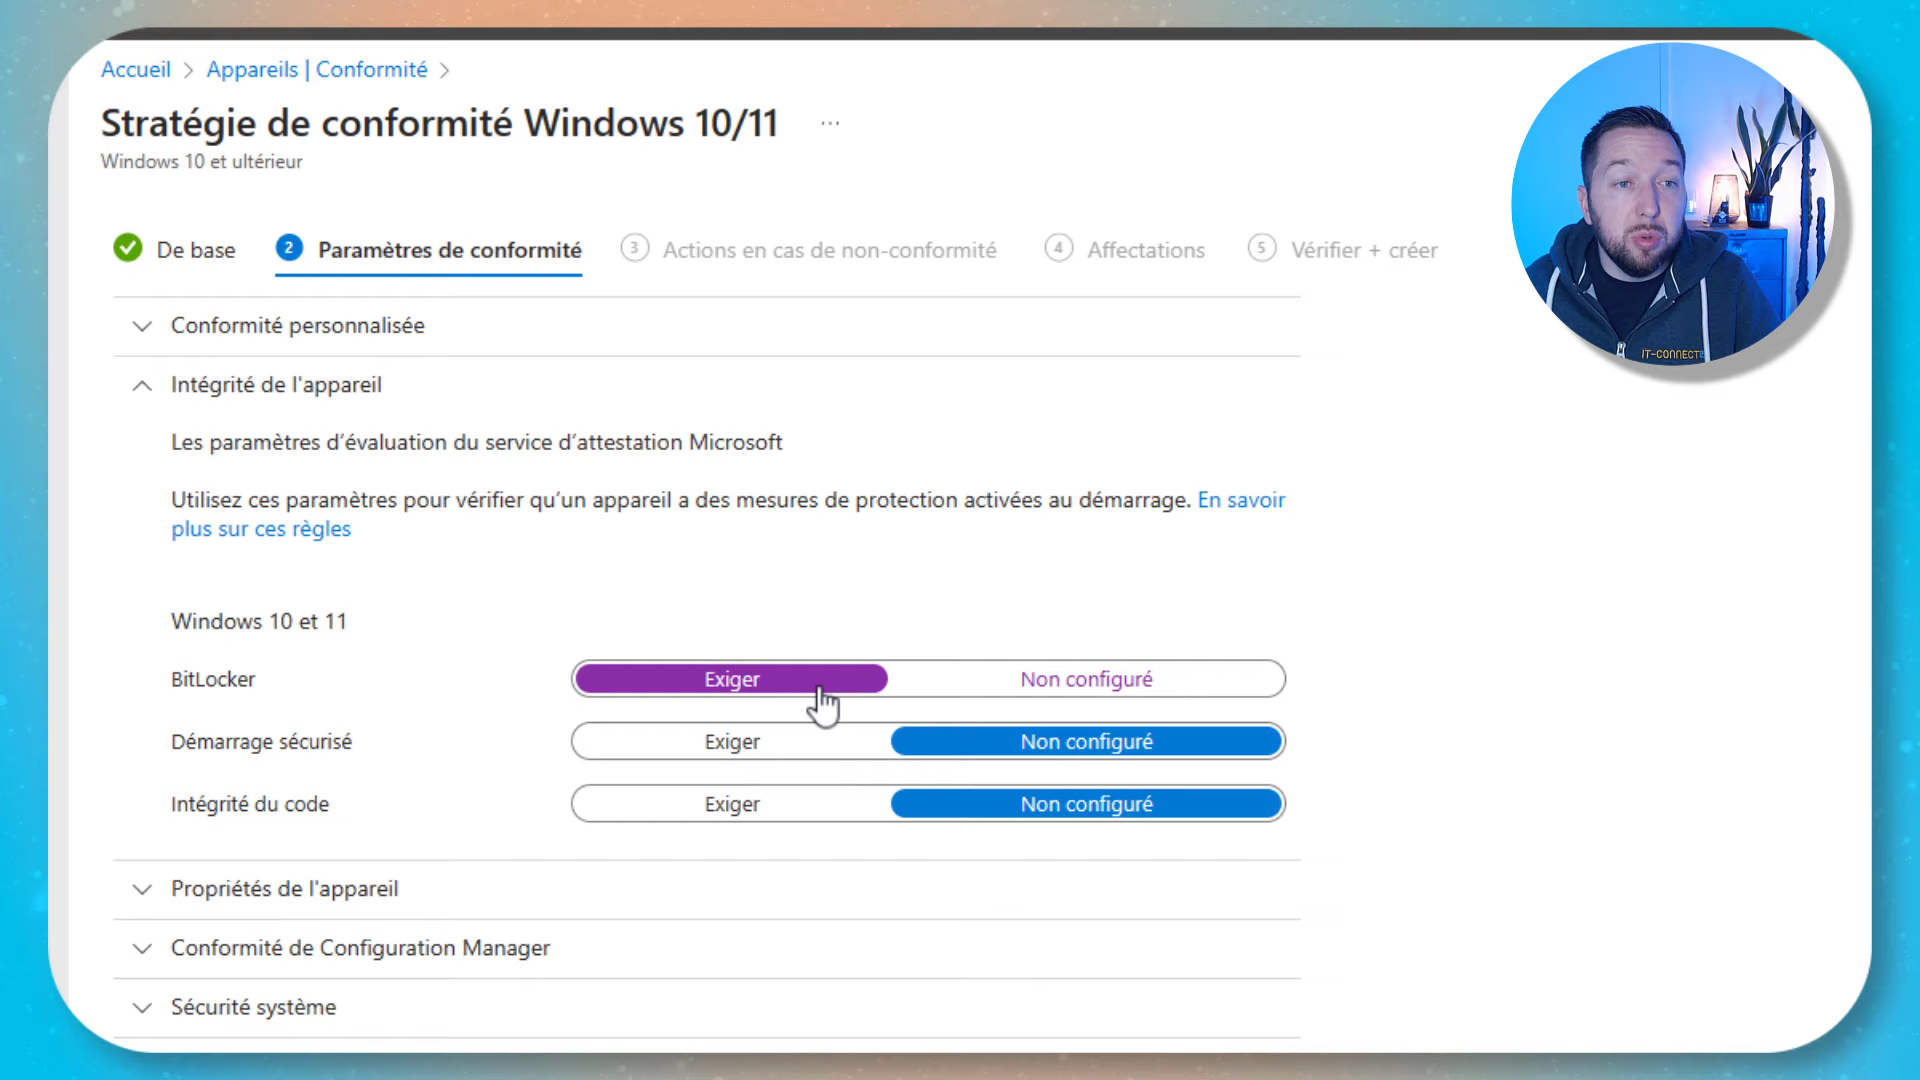 Accueil > Appareils | Conformité >
Stratégie de conformité Windows 10/11 ...
Windows 10 et ultérieur
De base 2 Paramètres de conformité 3 Actions en cas de non-conformité 4 Affectations 5 Vérifier + créer
Conformité personnalisée
Intégrité de l'appareil
Les paramètres d’évaluation du service d’attestation Microsoft
Utilisez ces paramètres pour vérifier qu’un appareil a des mesures de protection activées au démarrage. En savoir
plus sur ces règles
Windows 10 et 11
BitLocker Exiger Non configuré
Démarrage sécurisé Exiger Non configuré
Intégrité du code Exiger Non configuré
Propriétés de l'appareil
Conformité de Configuration Manager
Sécurité système
IT-CONNECT